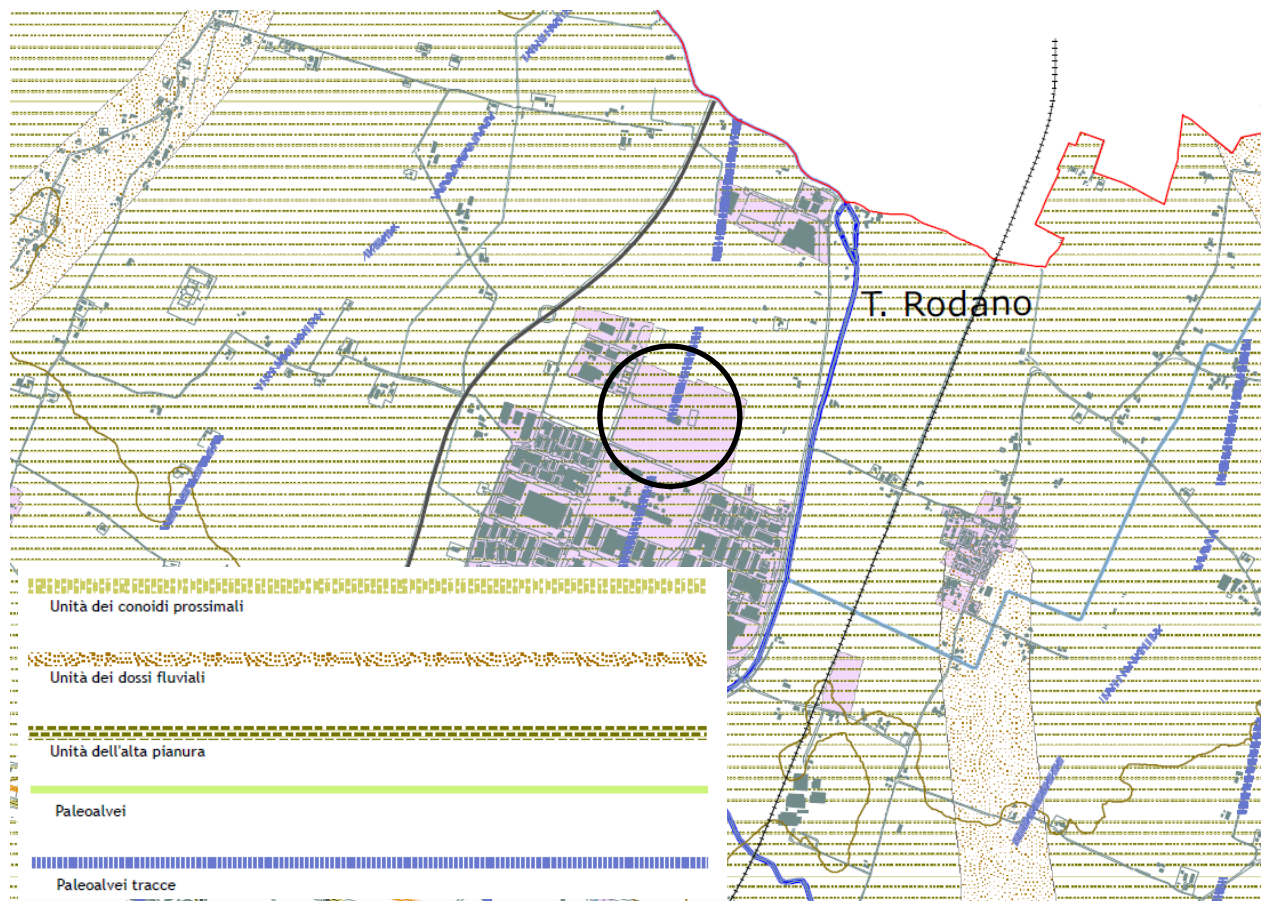 T. Rodano
Unità dei conoidi prossimali
Unità dei dossi fluviali
Unità dell'alta pianura
Paleoalvei
Paleoalvei tracce